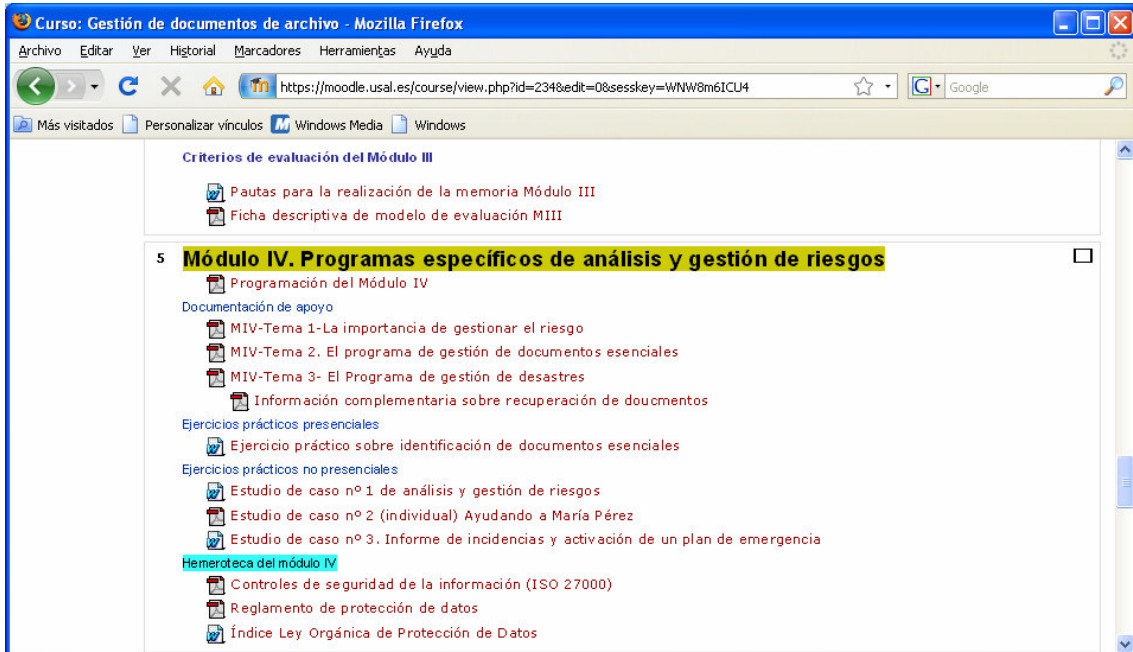 Curso: Gestión de documentos de archivo - Mozilla Firefox
Archivo Editar Ver Historial Marcadores Herramientas Ayuda
https://moodle.usal.es/course/view.php?id=234&edit=0&sesskey=WNW8m6ICU4 Google
Más visitados Personalizar vínculos Windows Media Windows
Criterios de evaluación del Módulo III
Pautas para la realización de la memoria Módulo III
Ficha descriptiva de modelo de evaluación MIII
5 Módulo IV. Programas específicos de análisis y gestión de riesgos
Programación del Módulo IV
Documentación de apoyo
MIV-Tema 1-La importancia de gestionar el riesgo
MIV-Tema 2. El programa de gestión de documentos esenciales
MIV-Tema 3- El Programa de gestión de desastres
Información complementaria sobre recuperación de doucmentos
Ejercicios prácticos presenciales
Ejercicio práctico sobre identificación de documentos esenciales
Ejercicios prácticos no presenciales
Estudio de caso nº 1 de análisis y gestión de riesgos
Estudio de caso nº 2 (individual) Ayudando a María Pérez
Estudio de caso nº 3. Informe de incidencias y activación de un plan de emergencia
Hemeroteca del módulo IV
Controles de seguridad de la información (ISO 27000)
Reglamento de protección de datos
Índice Ley Orgánica de Protección de Datos